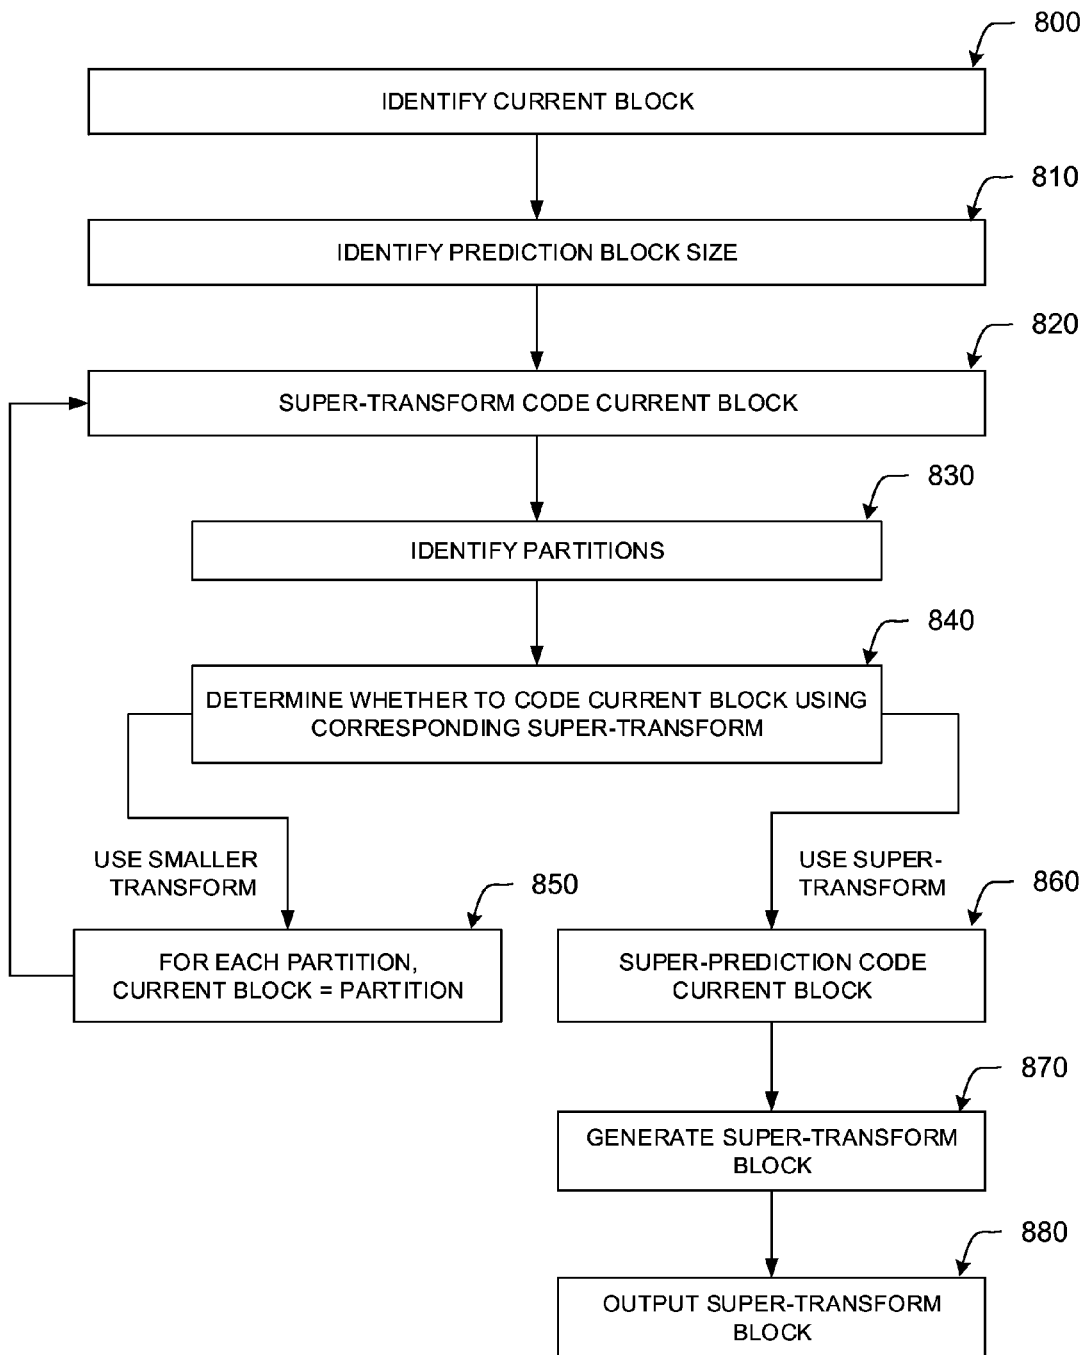 800
IDENTIFY CURRENT BLOCK
810
IDENTIFY PREDICTION BLOCK SIZE
820
SUPER-TRANSFORM CODE CURRENT BLOCK
830
IDENTIFY PARTITIONS
840
DETERMINE WHETHER TO CODE CURRENT BLOCK USING
CORRESPONDING SUPER-TRANSFORM
USE SMALLER
TRANSFORM
USE SUPER-
TRANSFORM
850
FOR EACH PARTITION,
CURRENT BLOCK = PARTITION
860
SUPER-PREDICTION CODE
CURRENT BLOCK
870
GENERATE SUPER-TRANSFORM
BLOCK
880
OUTPUT SUPER-TRANSFORM
BLOCK